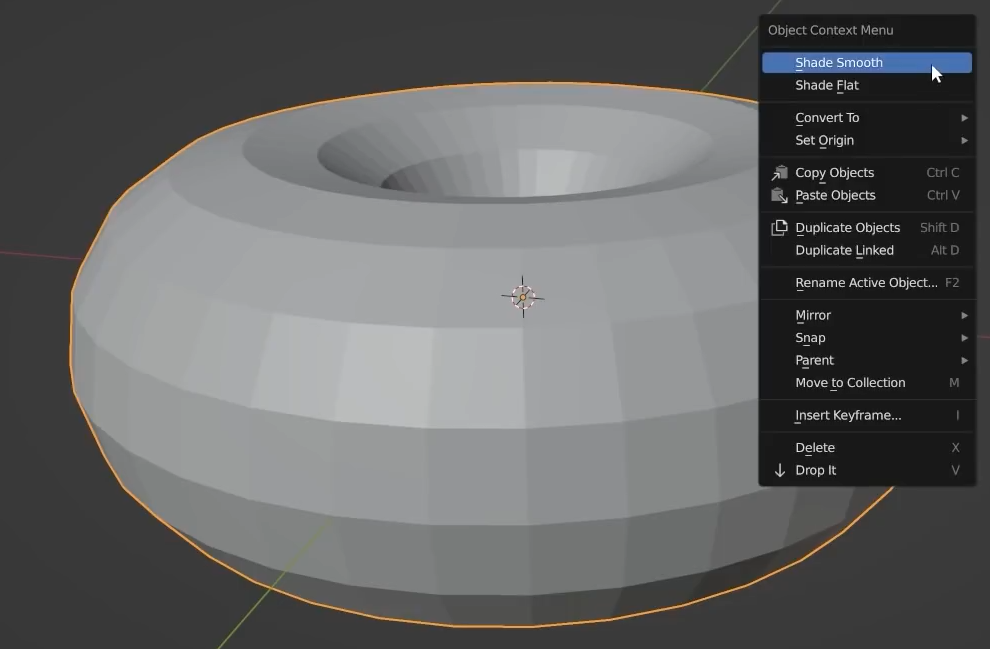 Object Context Menu
Shade Smooth
Shade Flat
Convert To
Set Origin
Copy Objects Ctrl C
Paste Objects Ctrl V
Duplicate Objects Shift D
Duplicate Linked Alt D
Rename Active Object... F2
Mirror
Snap
Parent
Move to Collection M
Insert Keyframe... I
Delete X
Drop It V